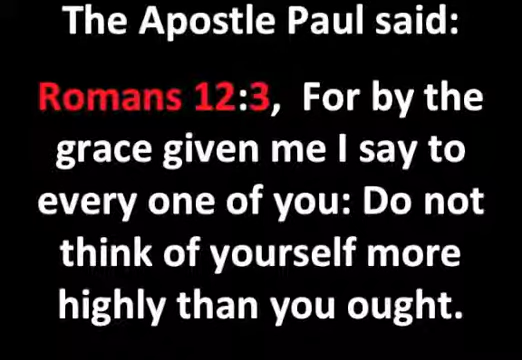 The Apostle Paul said:
Romans 12:3, For by the
grace given me I say to
every one of you: Do not
think of yourself more
highly than you ought.